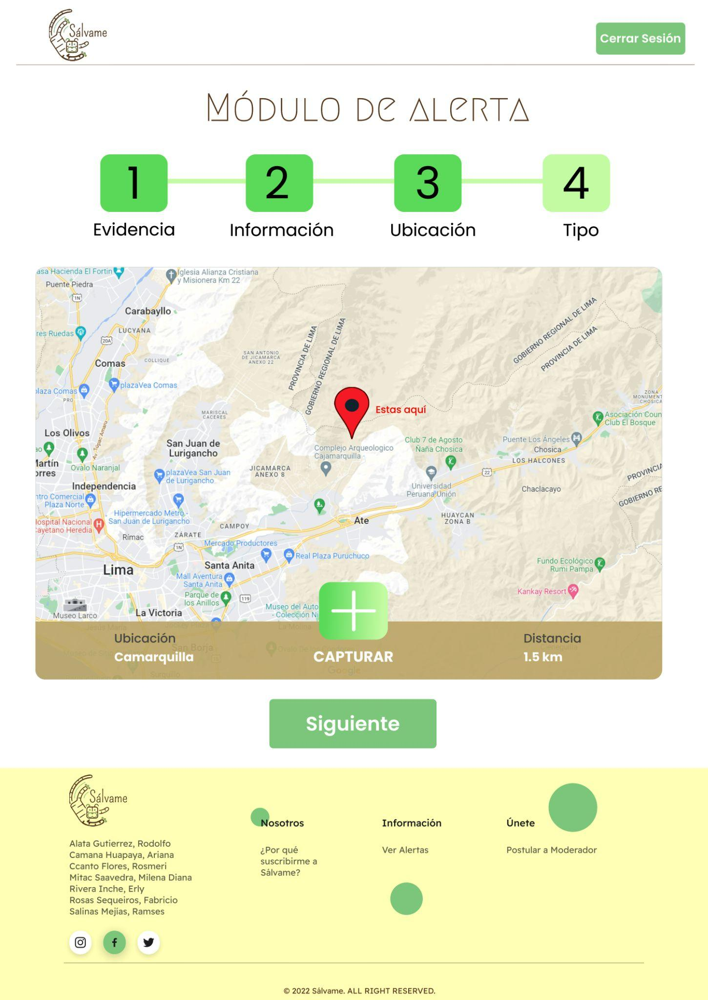 Sálvame
Cerrar Sesión
MÓDULO DE ALERTA
1
2
3
4
Evidencia
Información
Ubicación
Tipo
asa Hacienda El Fortin
Iglesia Alianza Cristiana
y Misionera Km 22
Puente Piedra
1N
Carabayllo
LUCYANA
res Ruedas
20A
COLLIQUE
Comas
plazaVea Comas
plaza Comas
PRO
SAN ANTONIO
DE JICAMARCA
ANEXO 22
PROVINCIA DE LIMA
GOBIERNO REGIONAL DE LIMA
GOBIERNO REGIONAL DE LIMA
PROVINCIA DE LIMA
ZONA
MONUMENT
CHOSICA
Estas aquí
MARISCAL
CACERES
Asociación Coun
Club El Bosque
Los Olivos
Av. Túpac Amaru
San Juan de
Lurigancho
Complejo Arqueologico
Cajamarquilla
Club 7 de Agosto
Ñaña Chosica
Puente Los Ángeles
Chosica
LOS HALCONES
ao
Martín
orres
Ovalo Naranjal
JICAMARCA
ANEXO 8
plazaVea San Juan
de Lurigancho
22
PROVINCIA
GOBIERNO RE
Independencia
Universidad
Peruana Unión
Chaclacayo
ntro Comercial
Plaza Norte
Hipermercado Metro -
San Juan de Lurigancho
Hospital Nacional
Cayetano Heredia
H
CAMPOY
Ate
HUAYCAN
ZONA B
Rímac
ZÁRATE
1N
Mercado Productores
Real Plaza Puruchuco
Lima
Santa Anita
Fundo Ecológico
Rumi Pampa
Mall Aventura
Santa Anita
Kankay Resort
Parque de
los Anillos
119
Museo Larco
La Victoria
Museo del Auto
- Colección Ni
Jesús María
Jockey Plaza
La Molina
Ubicación
Camarquilla
San Borja
Ovalo De los Condores
CAPTURAR
Google
Distancia
1.5 km
Cieneguilla
Surquillo
Siguiente
Sálvame
Alata Gutierrez, Rodolfo
Camana Huapaya, Ariana
Ccanto Flores, Rosmeri
Mitac Saavedra, Milena Diana
Rivera Inche, Erly
Rosas Sequeiros, Fabricio
Salinas Mejías, Ramses
Nosotros
¿Por qué
suscribirme a
Sálvame?
Información
Ver Alertas
Únete
Postular a Moderador
© 2022 Sálvame. ALL RIGHT RESERVED.